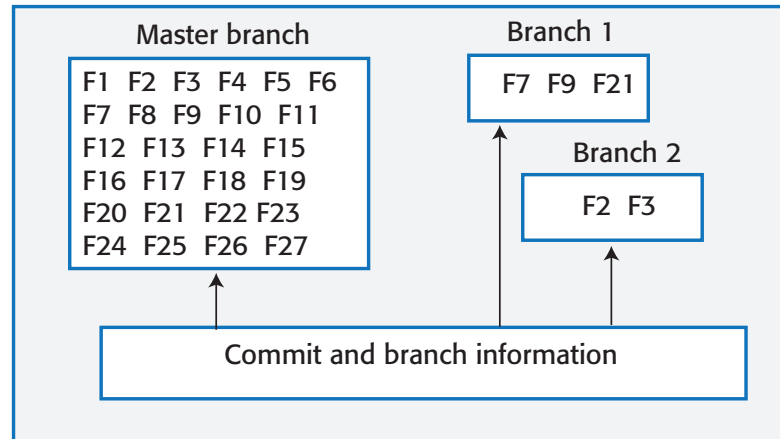 Master branch
F1 F2 F3 F4 F5 F6
F7 F8 F9 F10 F11
F12 F13 F14 F15
F16 F17 F18 F19
F20 F21 F22 F23
F24 F25 F26 F27
Branch 1
F7 F9 F21
Branch 2
F2 F3
Commit and branch information